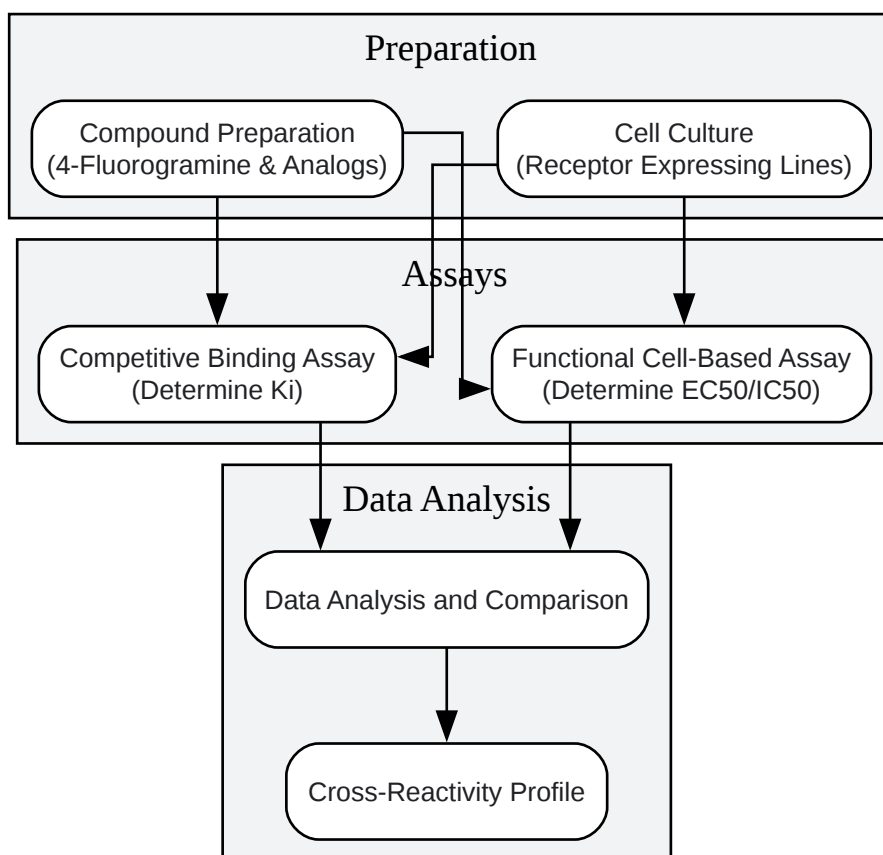 Preparation
Compound Preparation
(4-Fluorogramine & Analogs)
Cell Culture
(Receptor Expressing Lines)
Assays
Competitive Binding Assay
(Determine Ki)
Functional Cell-Based Assay
(Determine EC50/IC50)
Data Analysis
Data Analysis and Comparison
Cross-Reactivity Profile